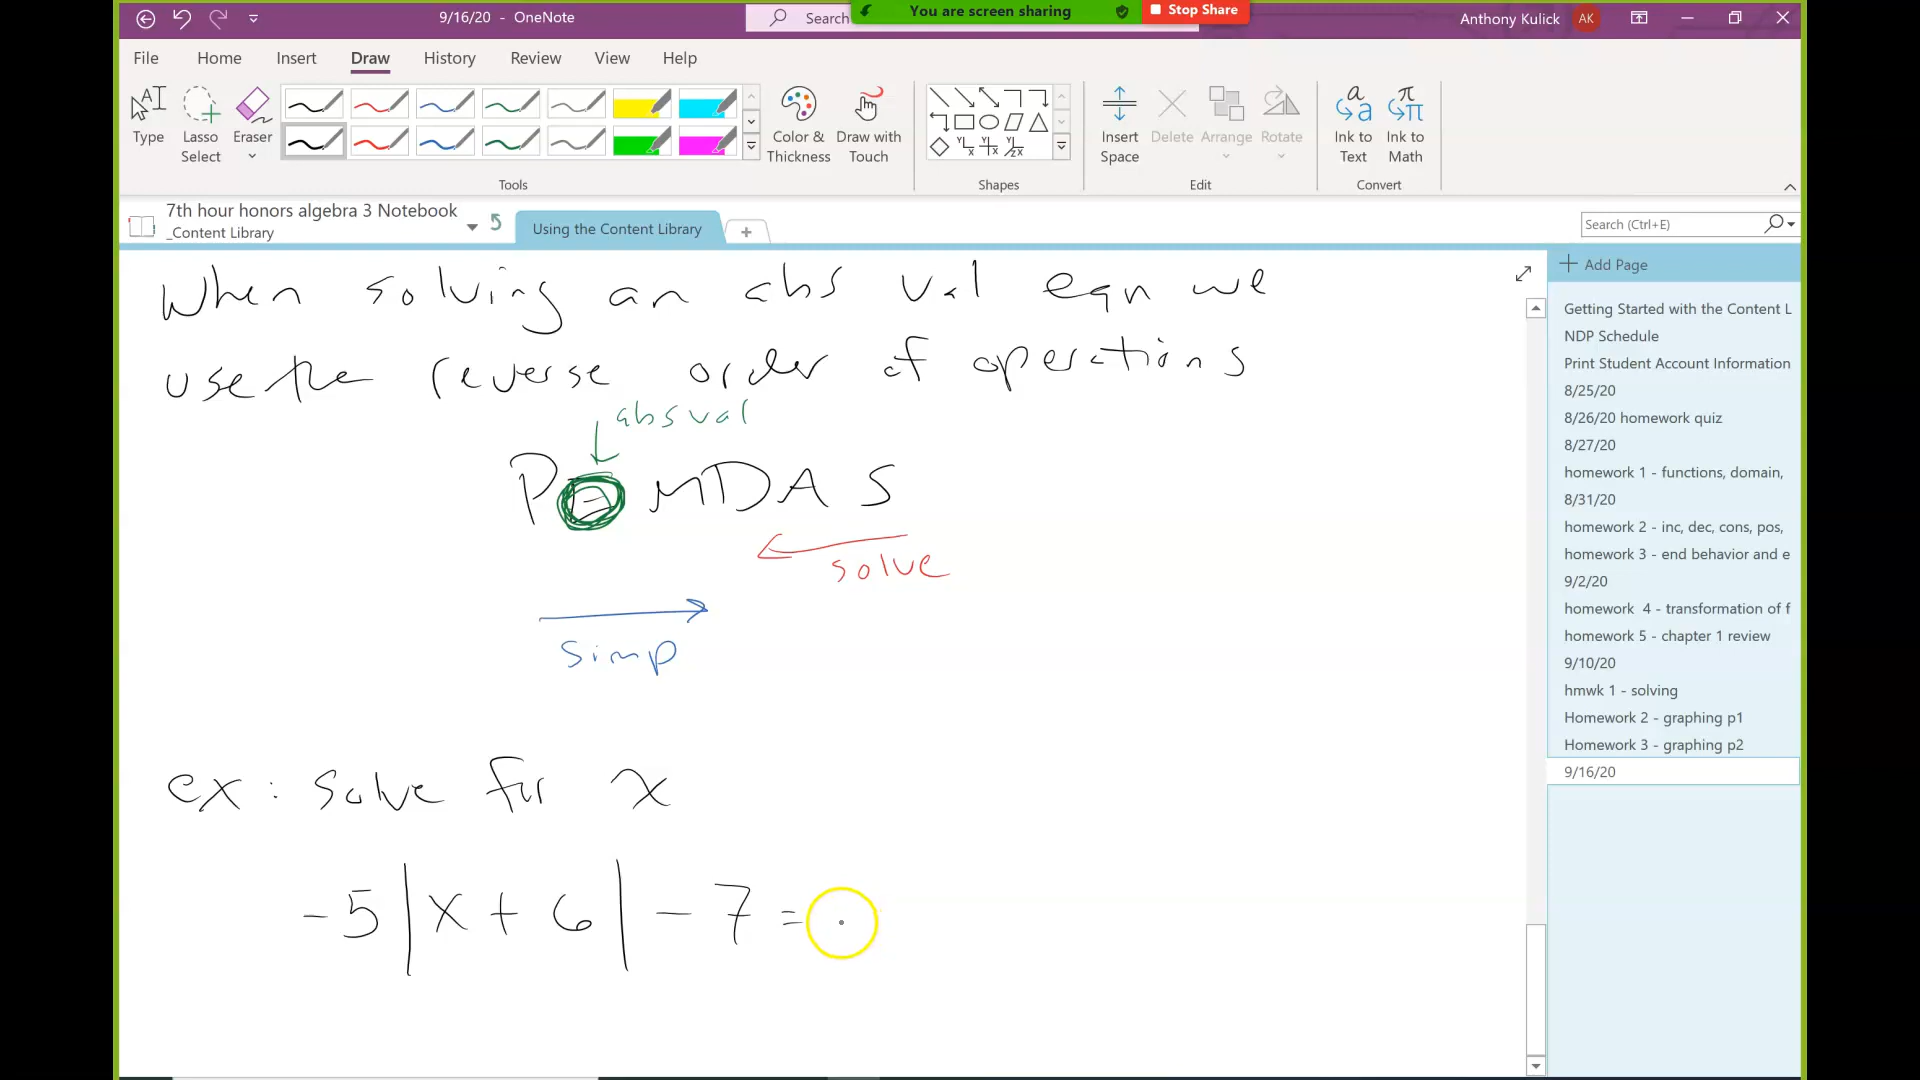 9/16/20 - OneNote
Search
You are screen sharing
Stop Share
Anthony Kulick
AK
File Home Insert Draw History Review View Help
Type
Lasso Select
Eraser
Color & Thickness
Draw with Touch
Insert Space
Delete
Arrange
Rotate
Ink to Text
Ink to Math
Tools
Shapes
Edit
Convert
7th hour honors algebra 3 Notebook
_Content Library
Using the Content Library
Search (Ctrl+E)
When solving an abs val eqn we
use the reverse order of operations
abs val
PEMDAS
solve
simp
ex: solve for x
-5|x+6|-7=
Add Page
Getting Started with the Content L
NDP Schedule
Print Student Account Information
8/25/20
8/26/20 homework quiz
8/27/20
homework 1 - functions, domain,
8/31/20
homework 2 - inc, dec, cons, pos,
homework 3 - end behavior and e
9/2/20
homework 4 - transformation of f
homework 5 - chapter 1 review
9/10/20
hmwk 1 - solving
Homework 2 - graphing p1
Homework 3 - graphing p2
9/16/20